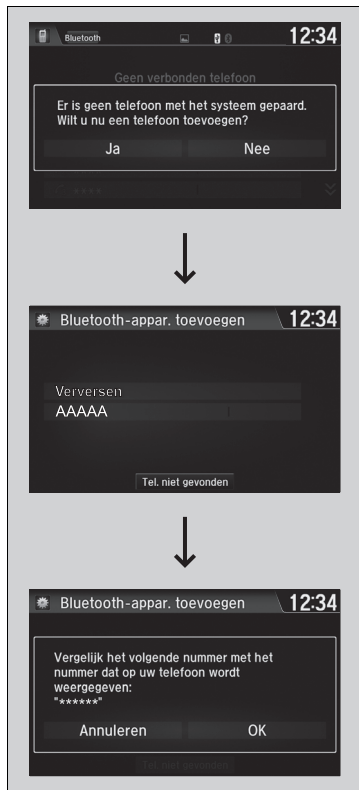 Bluetooth
0
12:34
Geen verbonden telefoon
Er is geen telefoon met het systeem gepaard.
Wilt u nu een telefoon toevoegen?
Ja Nee
Bluetooth-appar. toevoegen 12:34
Verversen
AAAAA
Tel. niet gevonden
Bluetooth-appar. toevoegen 12:34
Vergelijk het volgende nummer met het
nummer dat op uw telefoon wordt
weergegeven:
"******"
Annuleren OK
Tel. niet gevonden